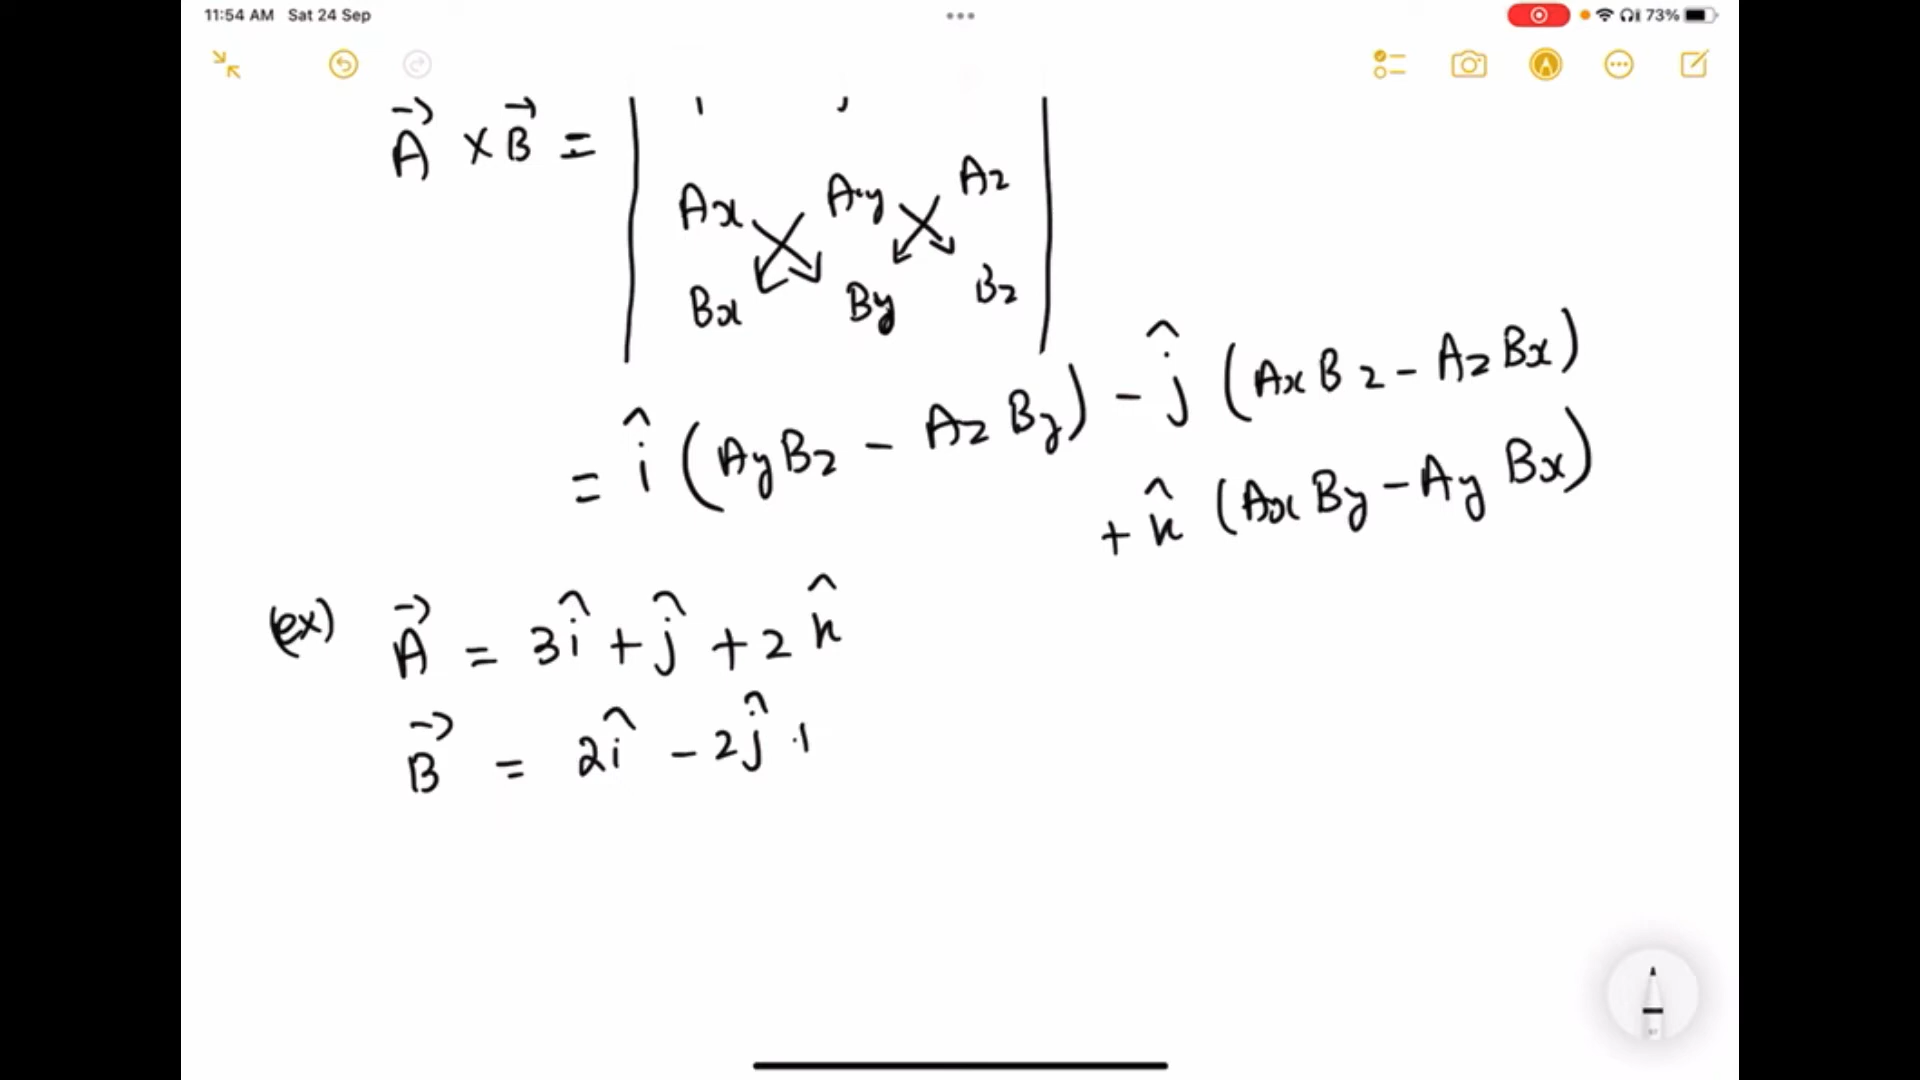 11:54 AM Sat 24 Sep
73%
A⃗ × B⃗ =
Ax Ay Az
Bx By Bz
= î (AyBz - AzBy) - ĵ (AxBz - AzBx)
+ k̂ (AxBy - AyBx)
(ex) A⃗ = 3î + ĵ + 2k̂
B⃗ = 2î - 2ĵ